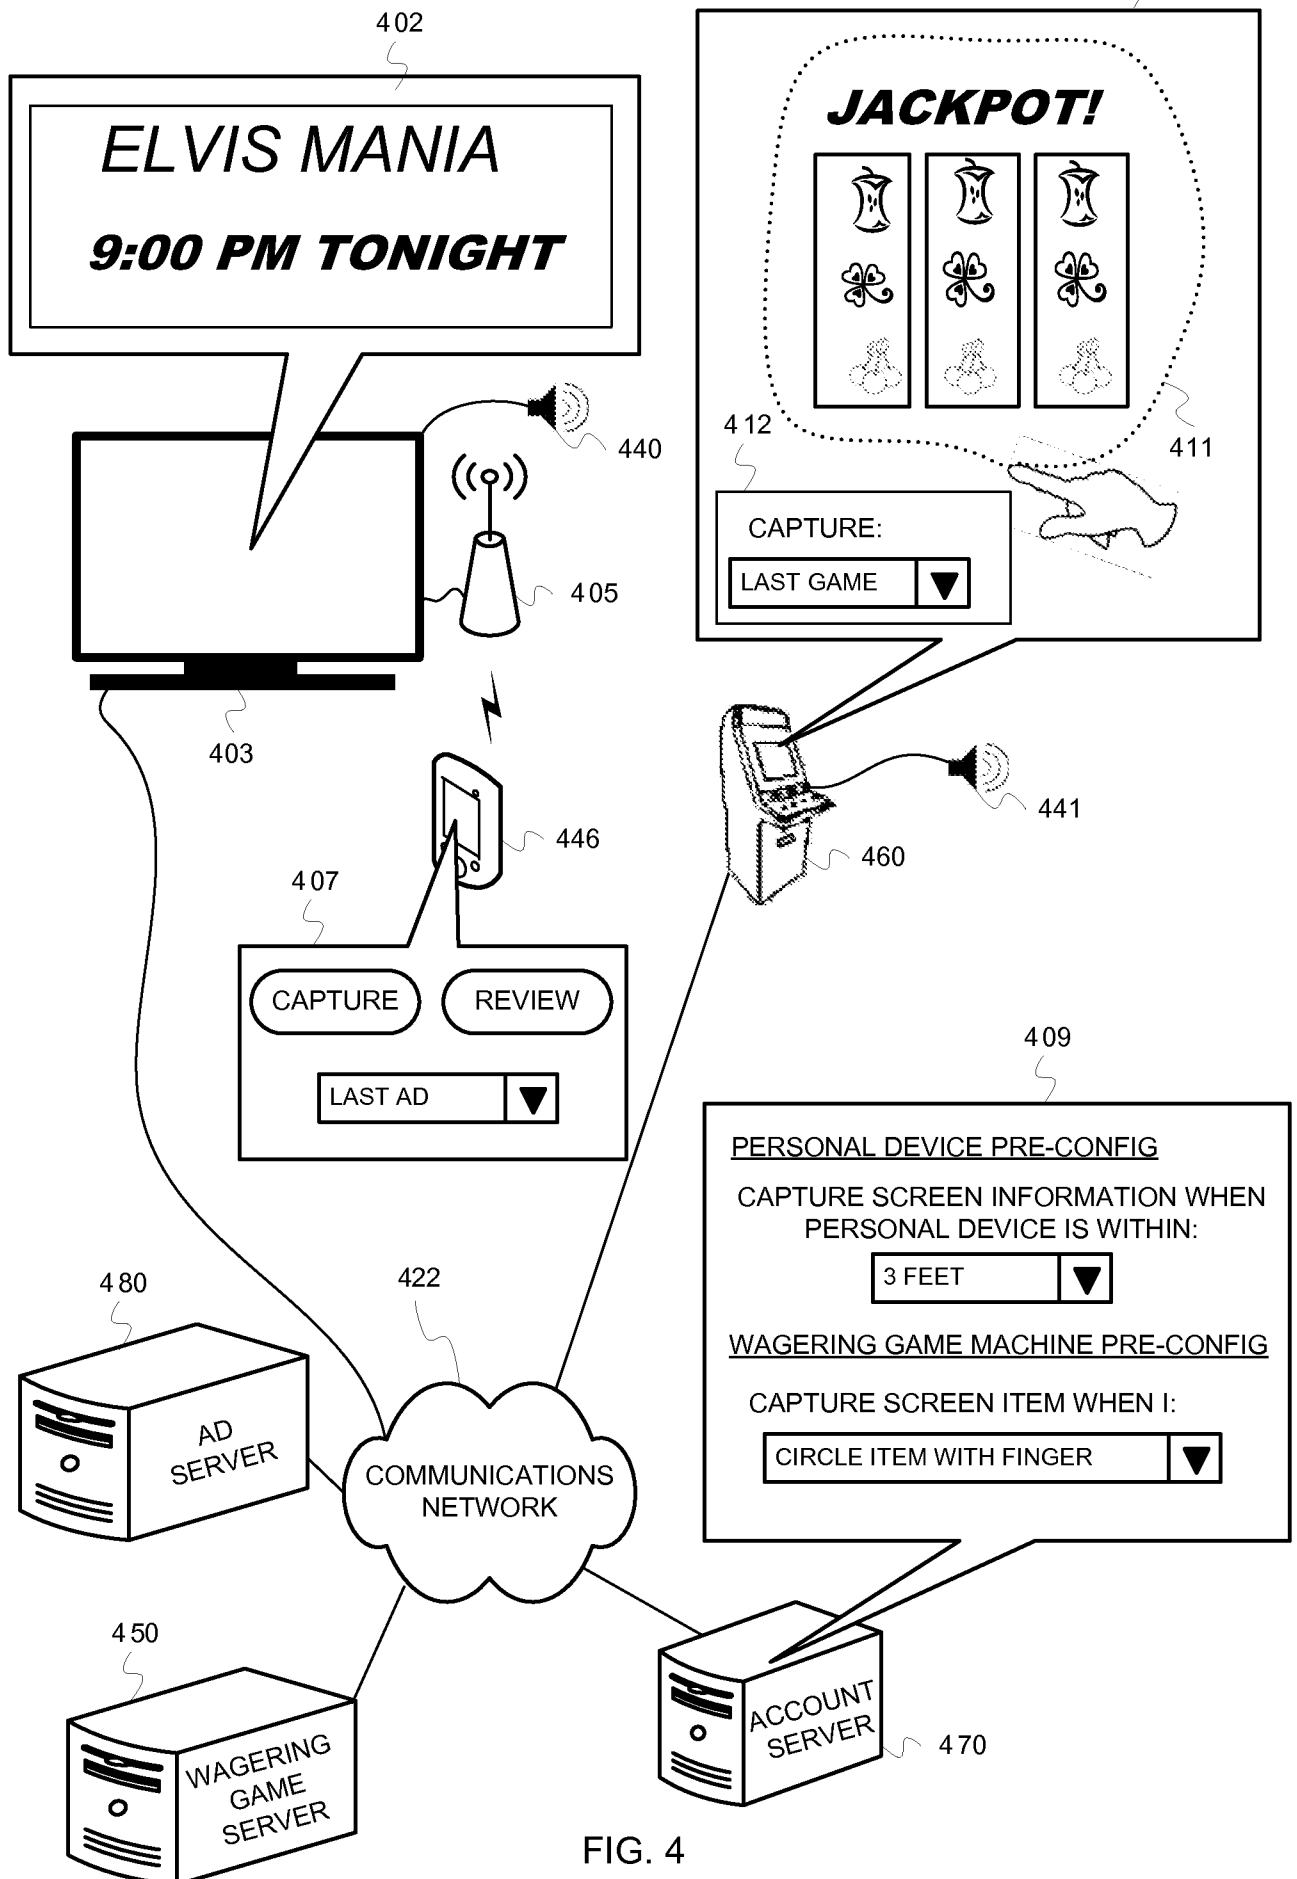 402
ELVIS MANIA
9:00 PM TONIGHT
JACKPOT!
411
412
CAPTURE:
LAST GAME
440
405
403
446
441
460
407
CAPTURE
REVIEW
LAST AD
409
PERSONAL DEVICE PRE-CONFIG
CAPTURE SCREEN INFORMATION WHEN
PERSONAL DEVICE IS WITHIN:
3 FEET
WAGERING GAME MACHINE PRE-CONFIG
CAPTURE SCREEN ITEM WHEN I:
CIRCLE ITEM WITH FINGER
480
AD
SERVER
422
COMMUNICATIONS
NETWORK
450
WAGERING
GAME
SERVER
ACCOUNT
SERVER
470
FIG. 4